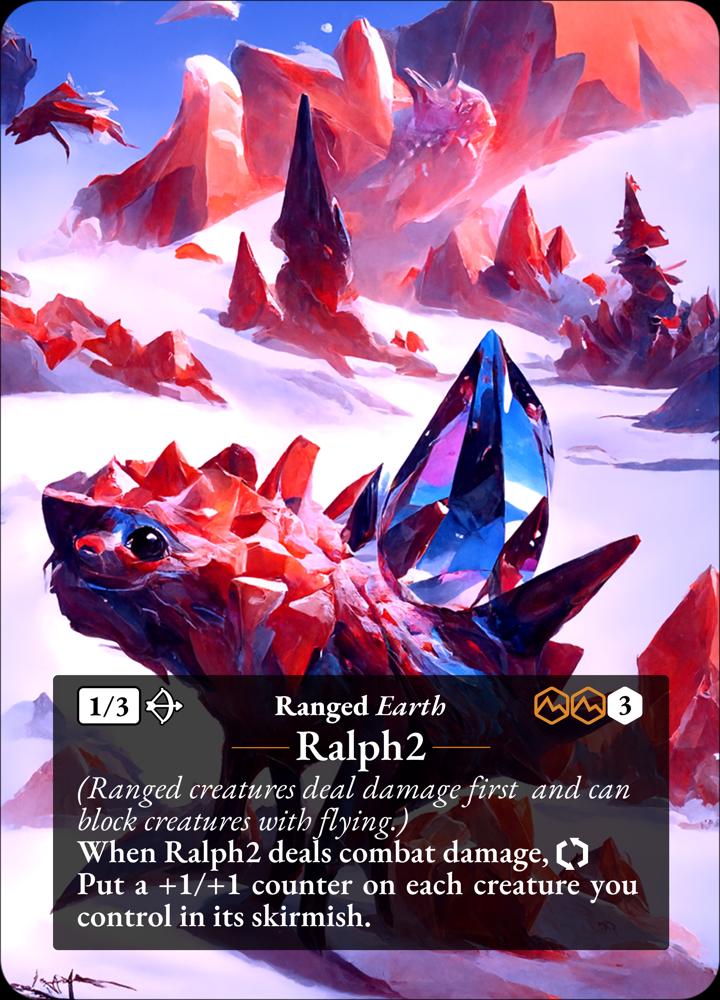 1/3 Ranged Earth 3
Ralph2
(Ranged creatures deal damage first and can
block creatures with flying.)
When Ralph2 deals combat damage,
Put a +1/+1 counter on each creature you
control in its skirmish.